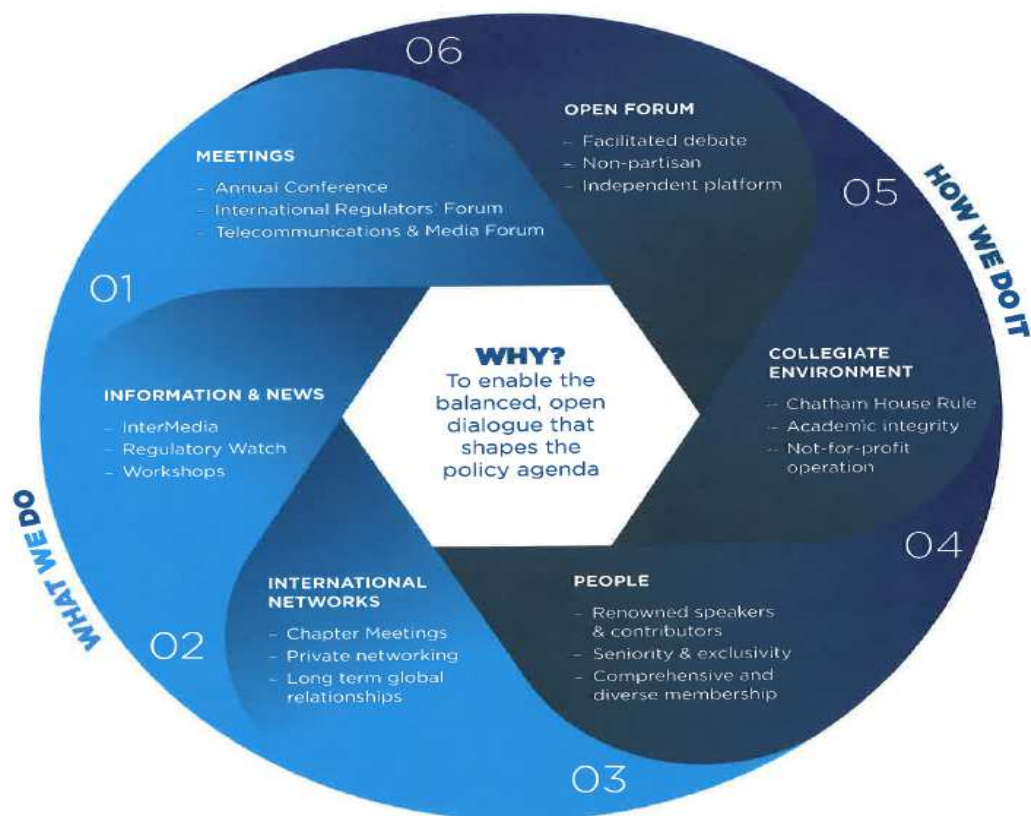 06
OPEN FORUM
– Facilitated debate
– Non-partisan
– Independent platform
MEETINGS
– Annual Conference
– International Regulators' Forum
– Telecommunications & Media Forum
05
HOW WE DO IT
01
WHY?
To enable the
balanced, open
dialogue that
shapes the
policy agenda
COLLEGIATE
ENVIRONMENT
– Chatham House Rule
– Academic integrity
– Not-for-profit
operation
INFORMATION & NEWS
– InterMedia
– Regulatory Watch
– Workshops
WHAT WE DO
04
INTERNATIONAL
NETWORKS
– Chapter Meetings
– Private networking
– Long term global
relationships
PEOPLE
– Renowned speakers
& contributors
– Seniority & exclusivity
– Comprehensive and
diverse membership
02
03